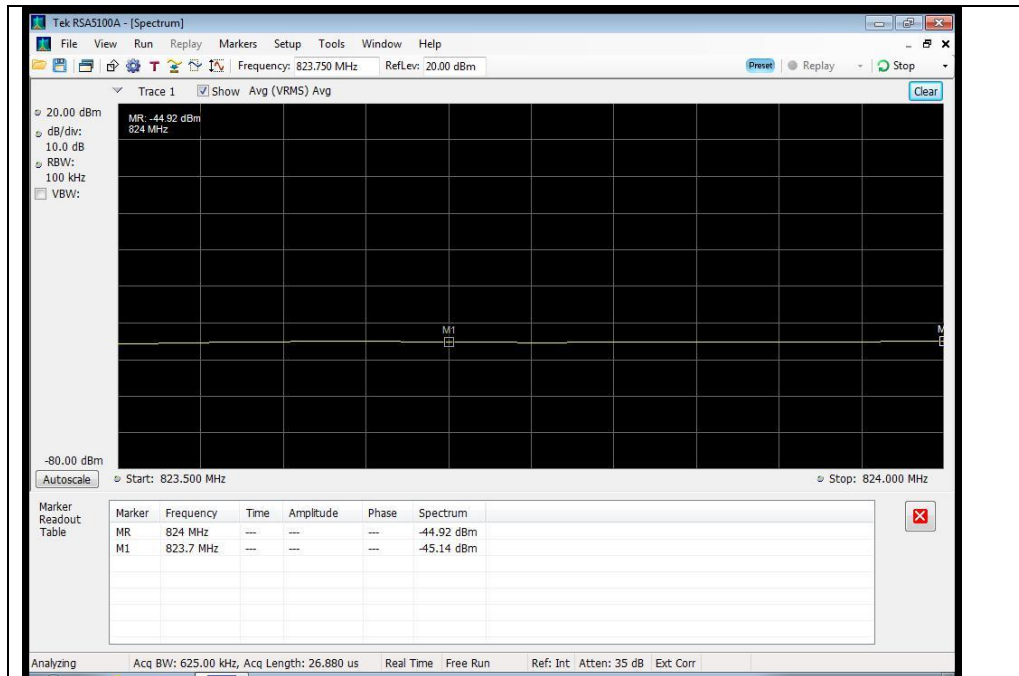 Tek RSA5100A - [Spectrum]
File View Run Replay Markers Setup Tools Window Help
T Frequency: 823.750 MHz RefLev: 20.00 dBm Preset Replay Stop
Trace 1 Show Avg (VRMS) Avg Clear
20.00 dBm
dB/div:
10.0 dB
RBW:
100 kHz
VBW:
MR: -44.92 dBm
824 MHz
M1
M
-80.00 dBm
Autoscale Start: 823.500 MHz Stop: 824.000 MHz
Marker Readout Table
Marker Frequency Time Amplitude Phase Spectrum
MR 824 MHz --- --- --- -44.92 dBm
M1 823.7 MHz --- --- --- -45.14 dBm
Analyzing Acq BW: 625.00 kHz, Acq Length: 26.880 us Real Time Free Run Ref: Int Atten: 35 dB Ext Corr